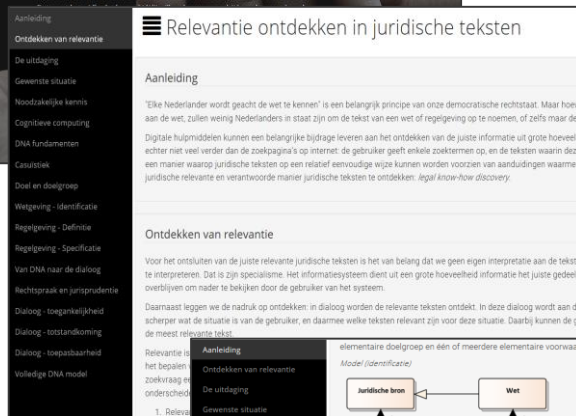 Aanleiding
Ontdekken van relevantie
De uitdaging
Gewenste situatie
Noodzakelijke kennis
Cognitieve computing
DNA fundamenten
Casuïstiek
Doel en doelgroep
Wetgeving - Identificatie
Regelgeving - Definitie
Regelgeving - Specificatie
Van DNA naar de dialoog
Rechtspraak en jurisprudentie
Dialoog - toegankelijkheid
Dialoog - totstandkoming
Dialoog - toepasbaarheid
Volledige DNA model
Relevantie ontdekken in juridische teksten
Aanleiding
'Elke Nederlander wordt geacht de wet te kennen' is een belangrijk principe van onze democratische rechtstaat. Maar hoe
aan de wet, zullen weinig Nederlanders in staat zijn om de tekst van een wet of regelgeving op te noemen, of zelfs maar de
Digitale hulpmiddelen kunnen een belangrijke bijdrage leveren aan het ontdekken van de juiste informatie uit grote hoeveel
echter niet veel verder dan de zoekpagina's op internet: de gebruiker geeft enkele zoektermen op, en de teksten waarin dez
een manier waarop juridische teksten op een relatief eenvoudige wijze kunnen worden voorzien van aanduidingen waarme
juridische relevante en verantwoorde manier juridische teksten te ontdekken: legal know-how discovery.
Ontdekken van relevantie
Voor het ontsluiten van de juiste relevante juridische teksten is het van belang dat we geen eigen interpretatie aan de tekst
te interpreteren. Dat is zijn specialisme. Het informatiesysteem dient uit een grote hoeveelheid informatie het juiste gedeel
overblijven om nader te bekijken door de gebruiker van het systeem.
Daarnaast leggen we de nadruk op ontdekken: in dialoog worden de relevante teksten ontdekt. In deze dialoog wordt aan d
scherper wat de situatie is van de gebruiker, en daarmee welke teksten relevant zijn voor deze situatie. Daarbij kunnen de g
de meest relevante tekst.
Relevantie is
het bepalen v
zoekvraag e
onderscheide
1. Releva
Aanleiding
Ontdekken van relevantie
De uitdaging
Gewenste situatie
elementaire doelgroep en één of meerdere elementaire voorwaa
Model (identificatie)
Juridische bron
Wet